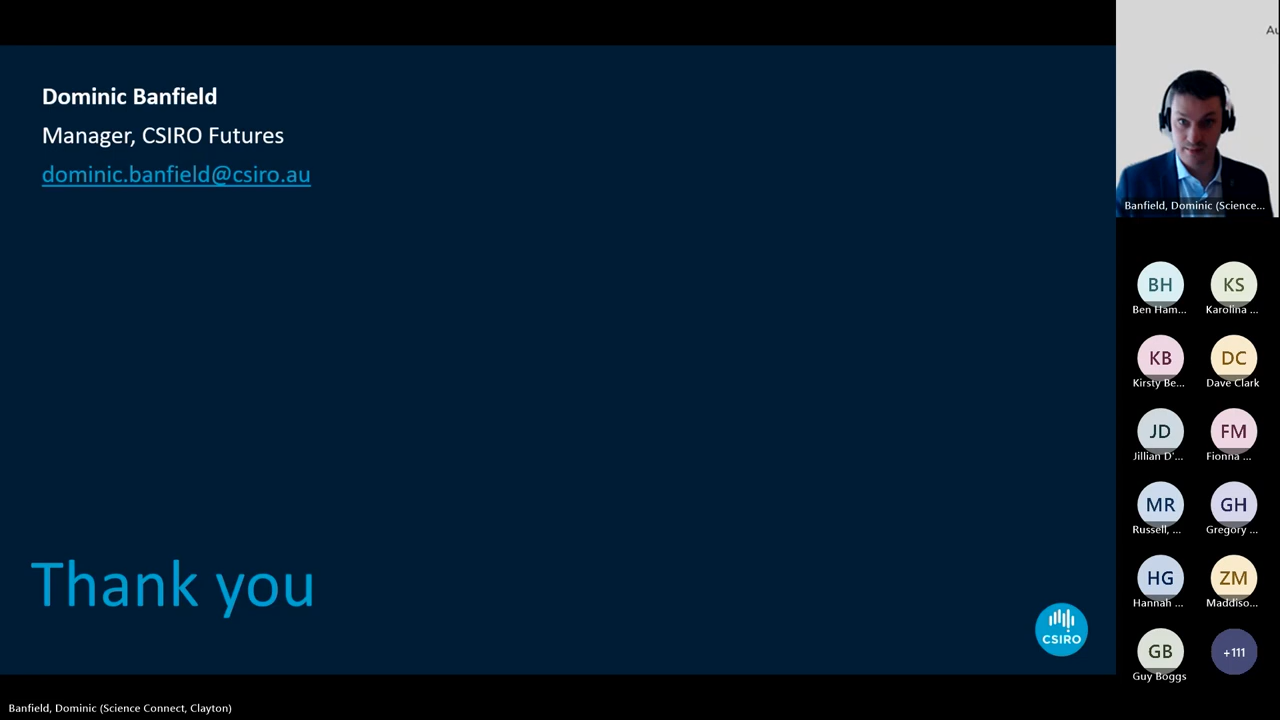 Dominic Banfield
Manager, CSIRO Futures
dominic.banfield@csiro.au
Thank you
CSIRO
Banfield, Dominic (Science Connect, Clayton)
Au
Banfield, Dominic (Science...
BH KS
Ben Ham... Karolina ...
KB DC
Kirsty Be... Dave Clark
JD FM
Jillian D'... Fionna ...
MR GH
Russell, ... Gregory ...
HG ZM
Hannah ... Maddiso...
GB +111
Guy Boggs